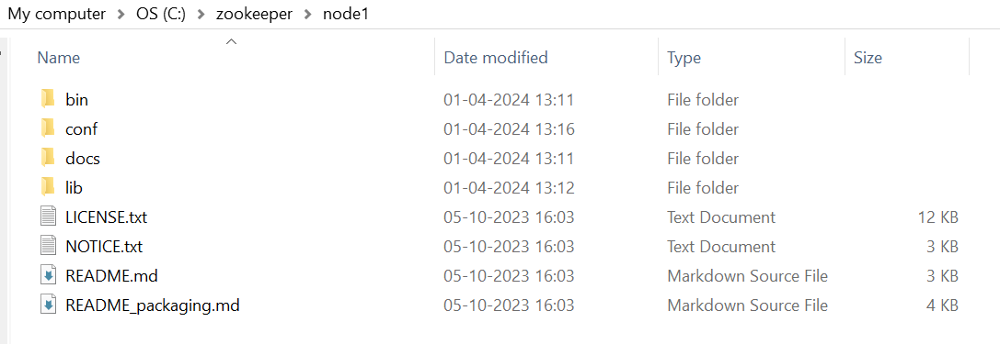 My computer > OS (C:) > zookeeper > node1
Name Date modified Type Size
bin 01-04-2024 13:11 File folder
conf 01-04-2024 13:16 File folder
docs 01-04-2024 13:11 File folder
lib 01-04-2024 13:12 File folder
LICENSE.txt 05-10-2023 16:03 Text Document 12 KB
NOTICE.txt 05-10-2023 16:03 Text Document 3 KB
README.md 05-10-2023 16:03 Markdown Source File 3 KB
README_packaging.md 05-10-2023 16:03 Markdown Source File 4 KB